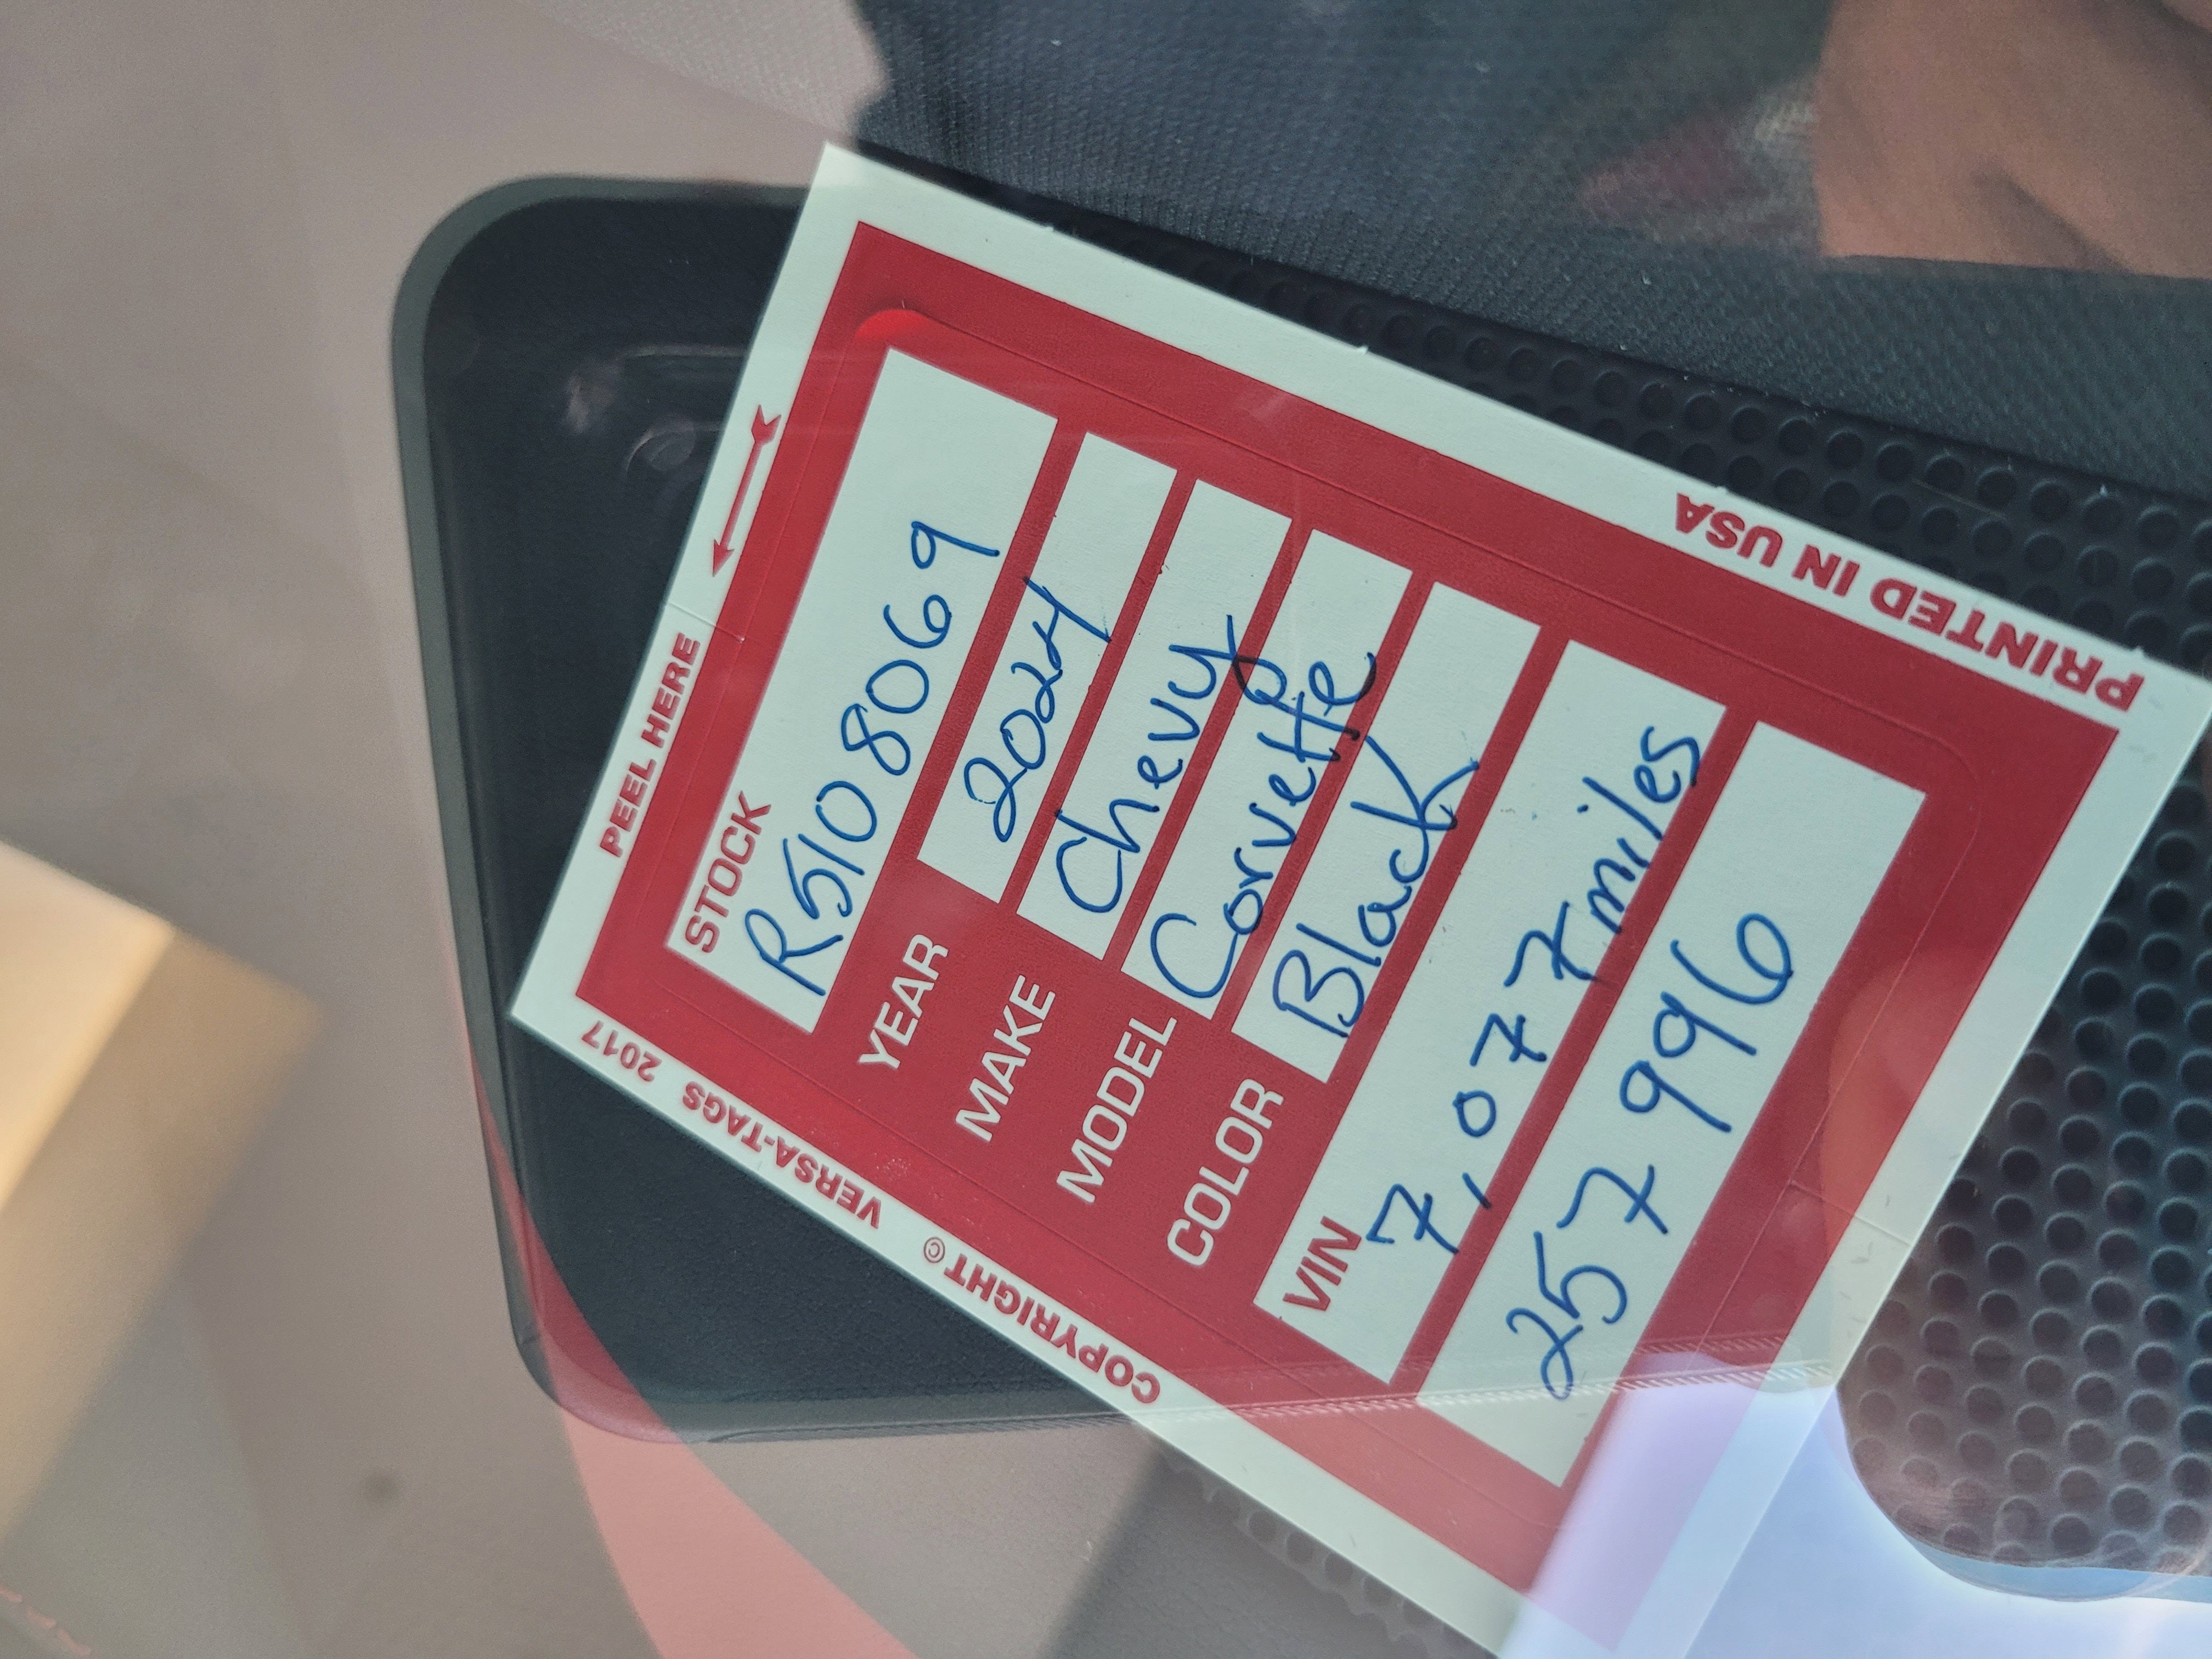 PEEL HERE
STOCK
R5108069
YEAR 2024
MAKE Chevy
MODEL Corvette
COLOR Black
VIN
7,077 miles
257996
COPYRIGHT © VERSA-TAGS 2017
PRINTED IN USA